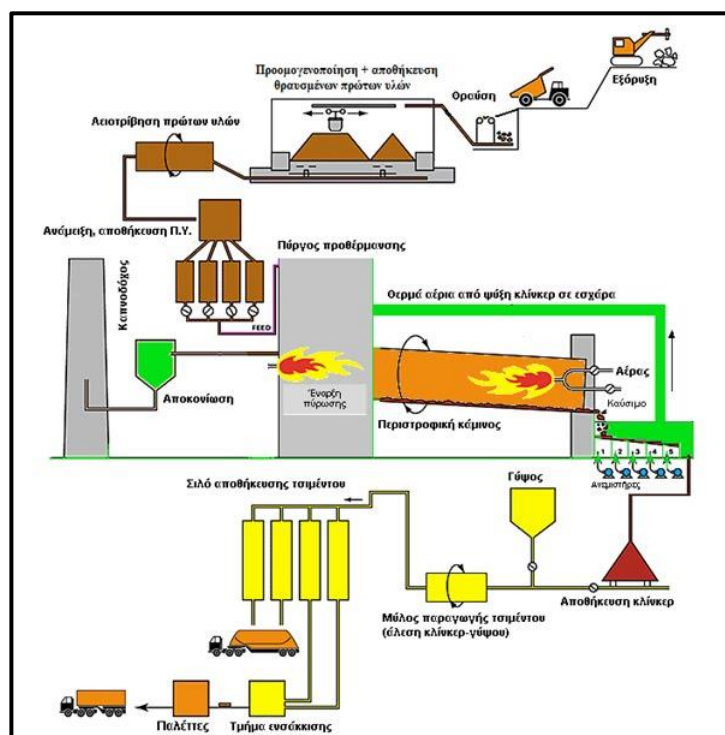 Εξόρυξη
Προομογενοποίηση + αποθήκευση
θραυσμένων πρώτων υλών
Θραύση
Λειοτρίβηση πρώτων υλών
Ανάμειξη, αποθήκευση Π.Υ.
Πύργος προθέρμανσης
Καπνοδόχος
Θερμά αέρια από ψύξη κλίνκερ σε εσχάρα
FEED
Αποκονίωση
Έναρξη
πύρωσης
Αέρας
Καύσιμο
Περιστροφική κάμινος
1 2 3 4 5
Ανεμιστήρες
Σιλό αποθήκευσης τσιμέντου
Γύψος
Αποθήκευση κλίνκερ
Μύλος παραγωγής τσιμέντου
(άλεση κλίνκερ-γύψου)
Παλέττες
Τμήμα ενσάκκισης